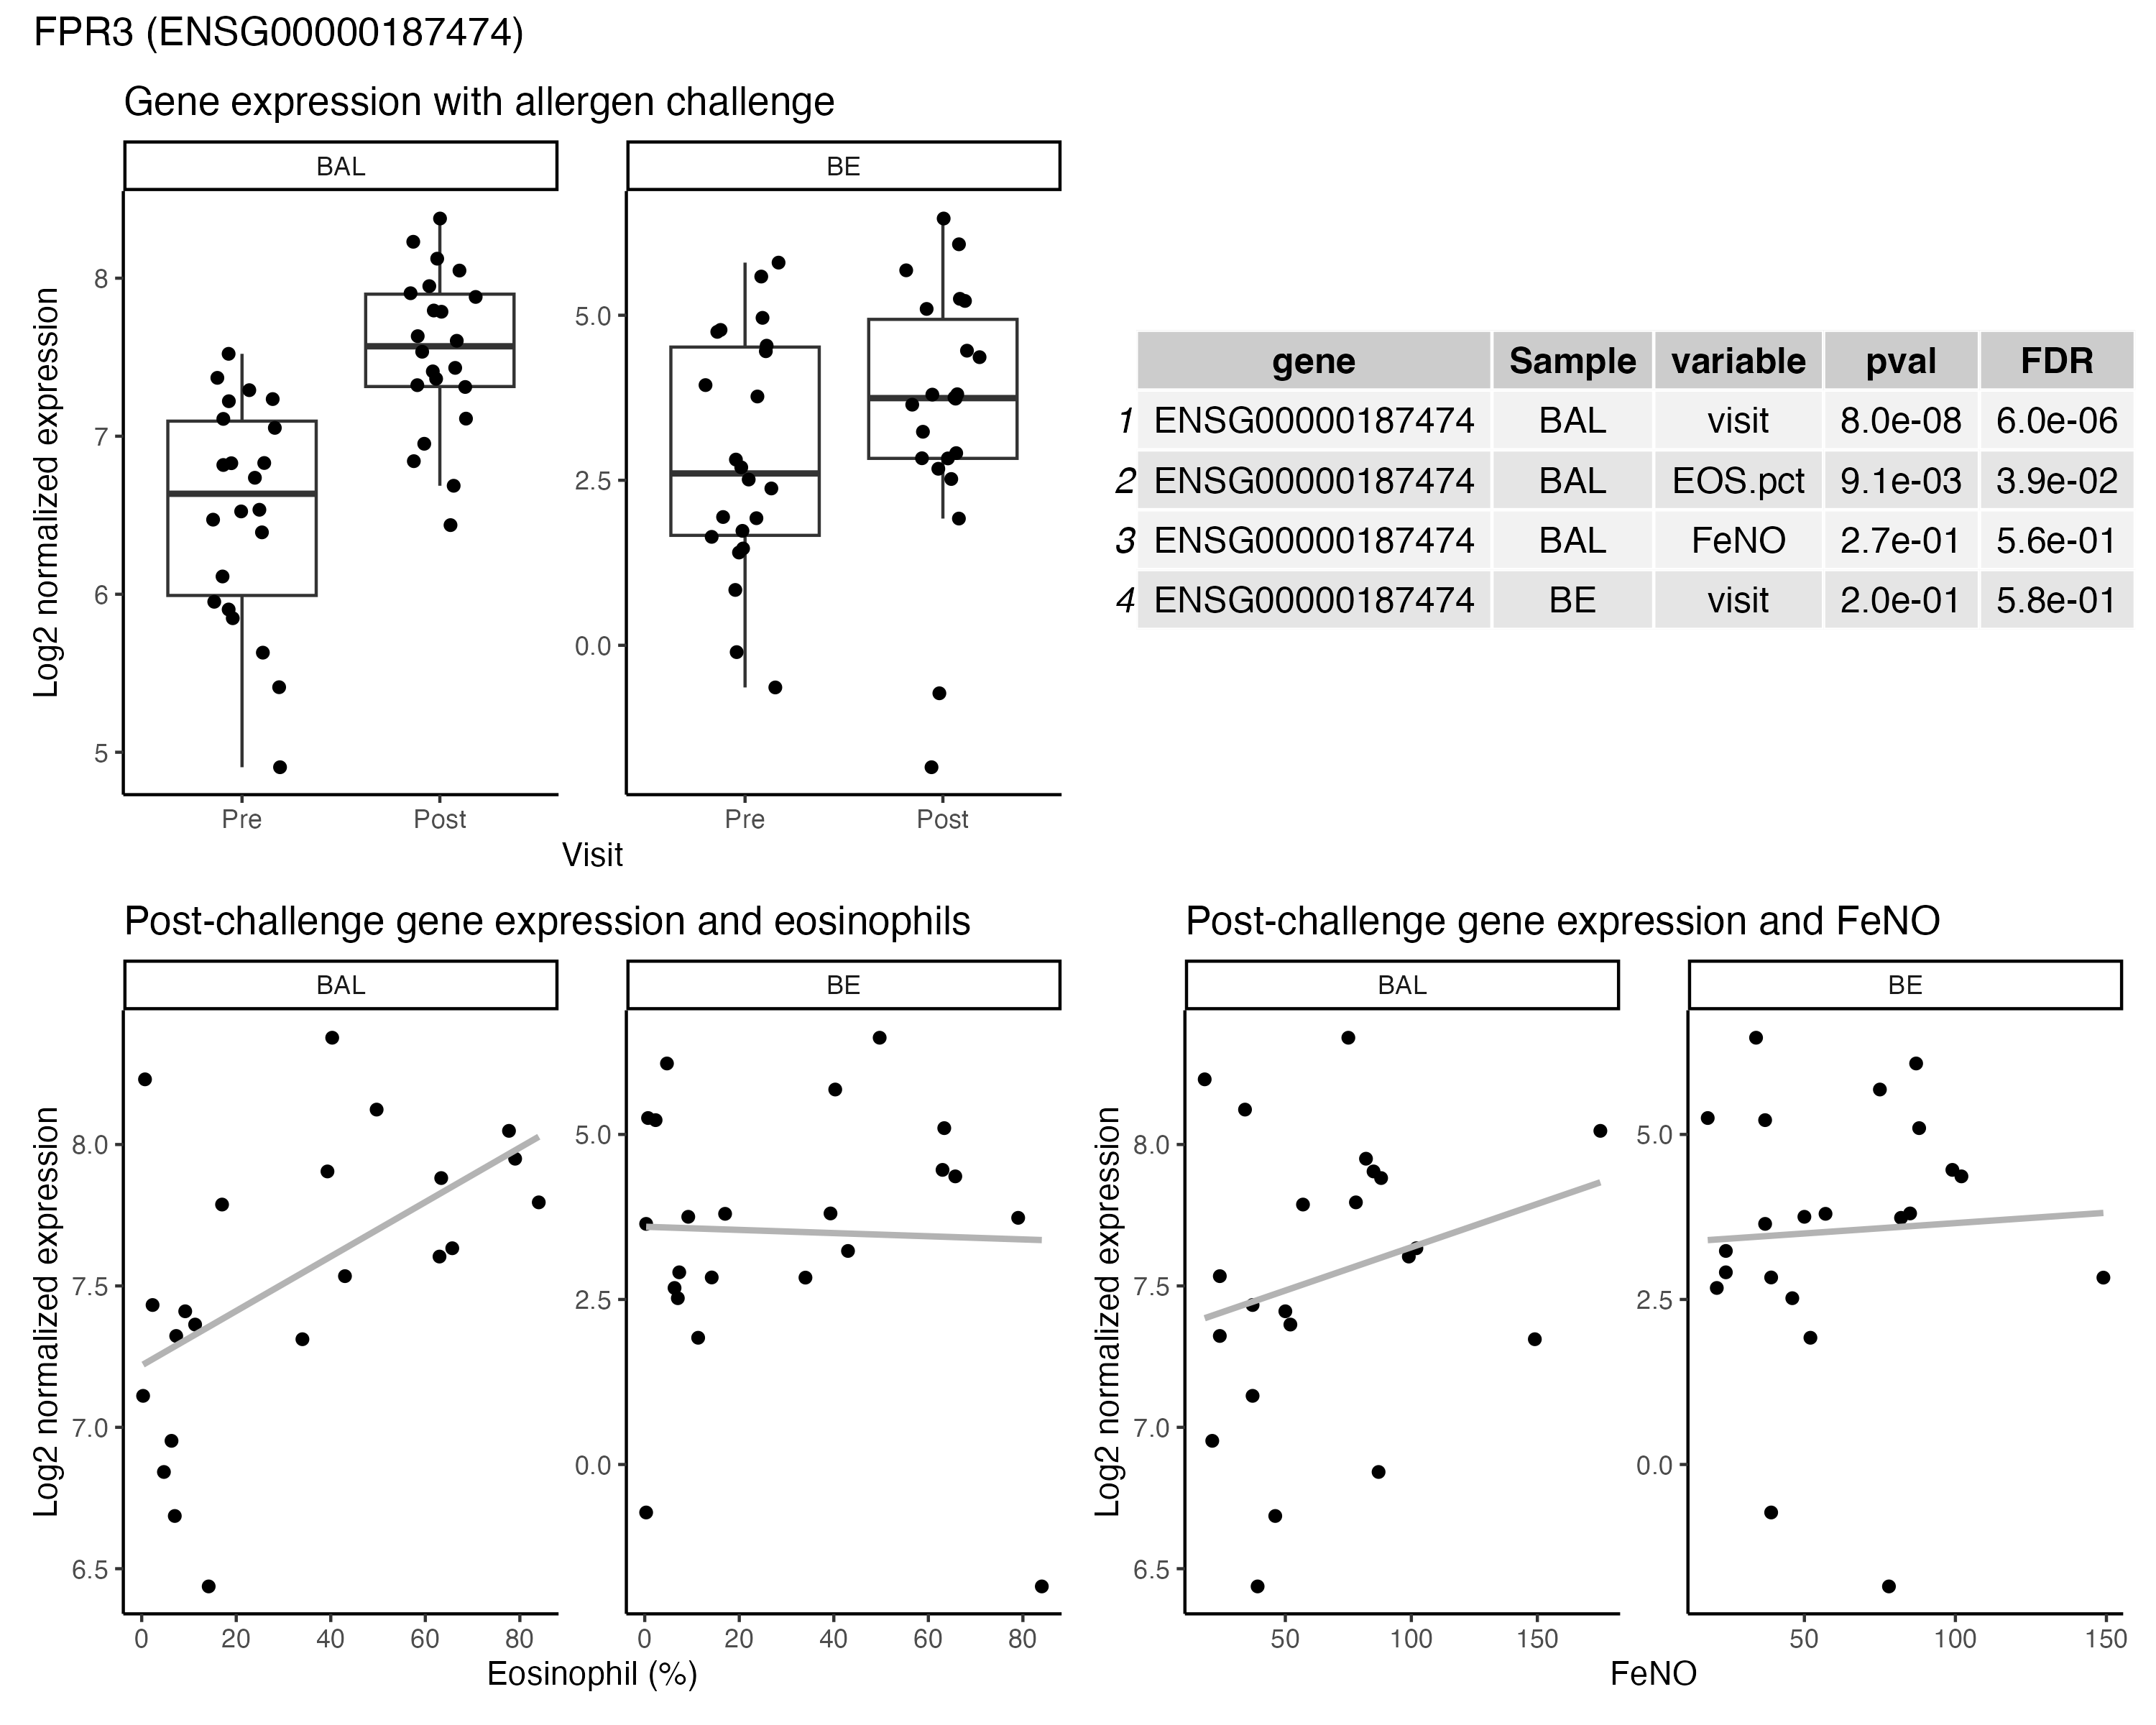 FPR3 (ENSG00000187474)
Gene expression with allergen challenge
BAL BE
Log2 normalized expression
8
7
6
5
5.0
2.5
0.0
Pre Post Pre Post
Visit
gene Sample variable pval FDR
1 ENSG00000187474 BAL visit 8.0e-08 6.0e-06
2 ENSG00000187474 BAL EOS.pct 9.1e-03 3.9e-02
3 ENSG00000187474 BAL FeNO 2.7e-01 5.6e-01
4 ENSG00000187474 BE visit 2.0e-01 5.8e-01
Post-challenge gene expression and eosinophils
BAL BE
Log2 normalized expression
8.0
7.5
7.0
6.5
5.0
2.5
0.0
0 20 40 60 80 0 20 40 60 80
Eosinophil (%)
Post-challenge gene expression and FeNO
BAL BE
Log2 normalized expression
8.0
7.5
7.0
6.5
5.0
2.5
0.0
50 100 150 50 100 150
FeNO